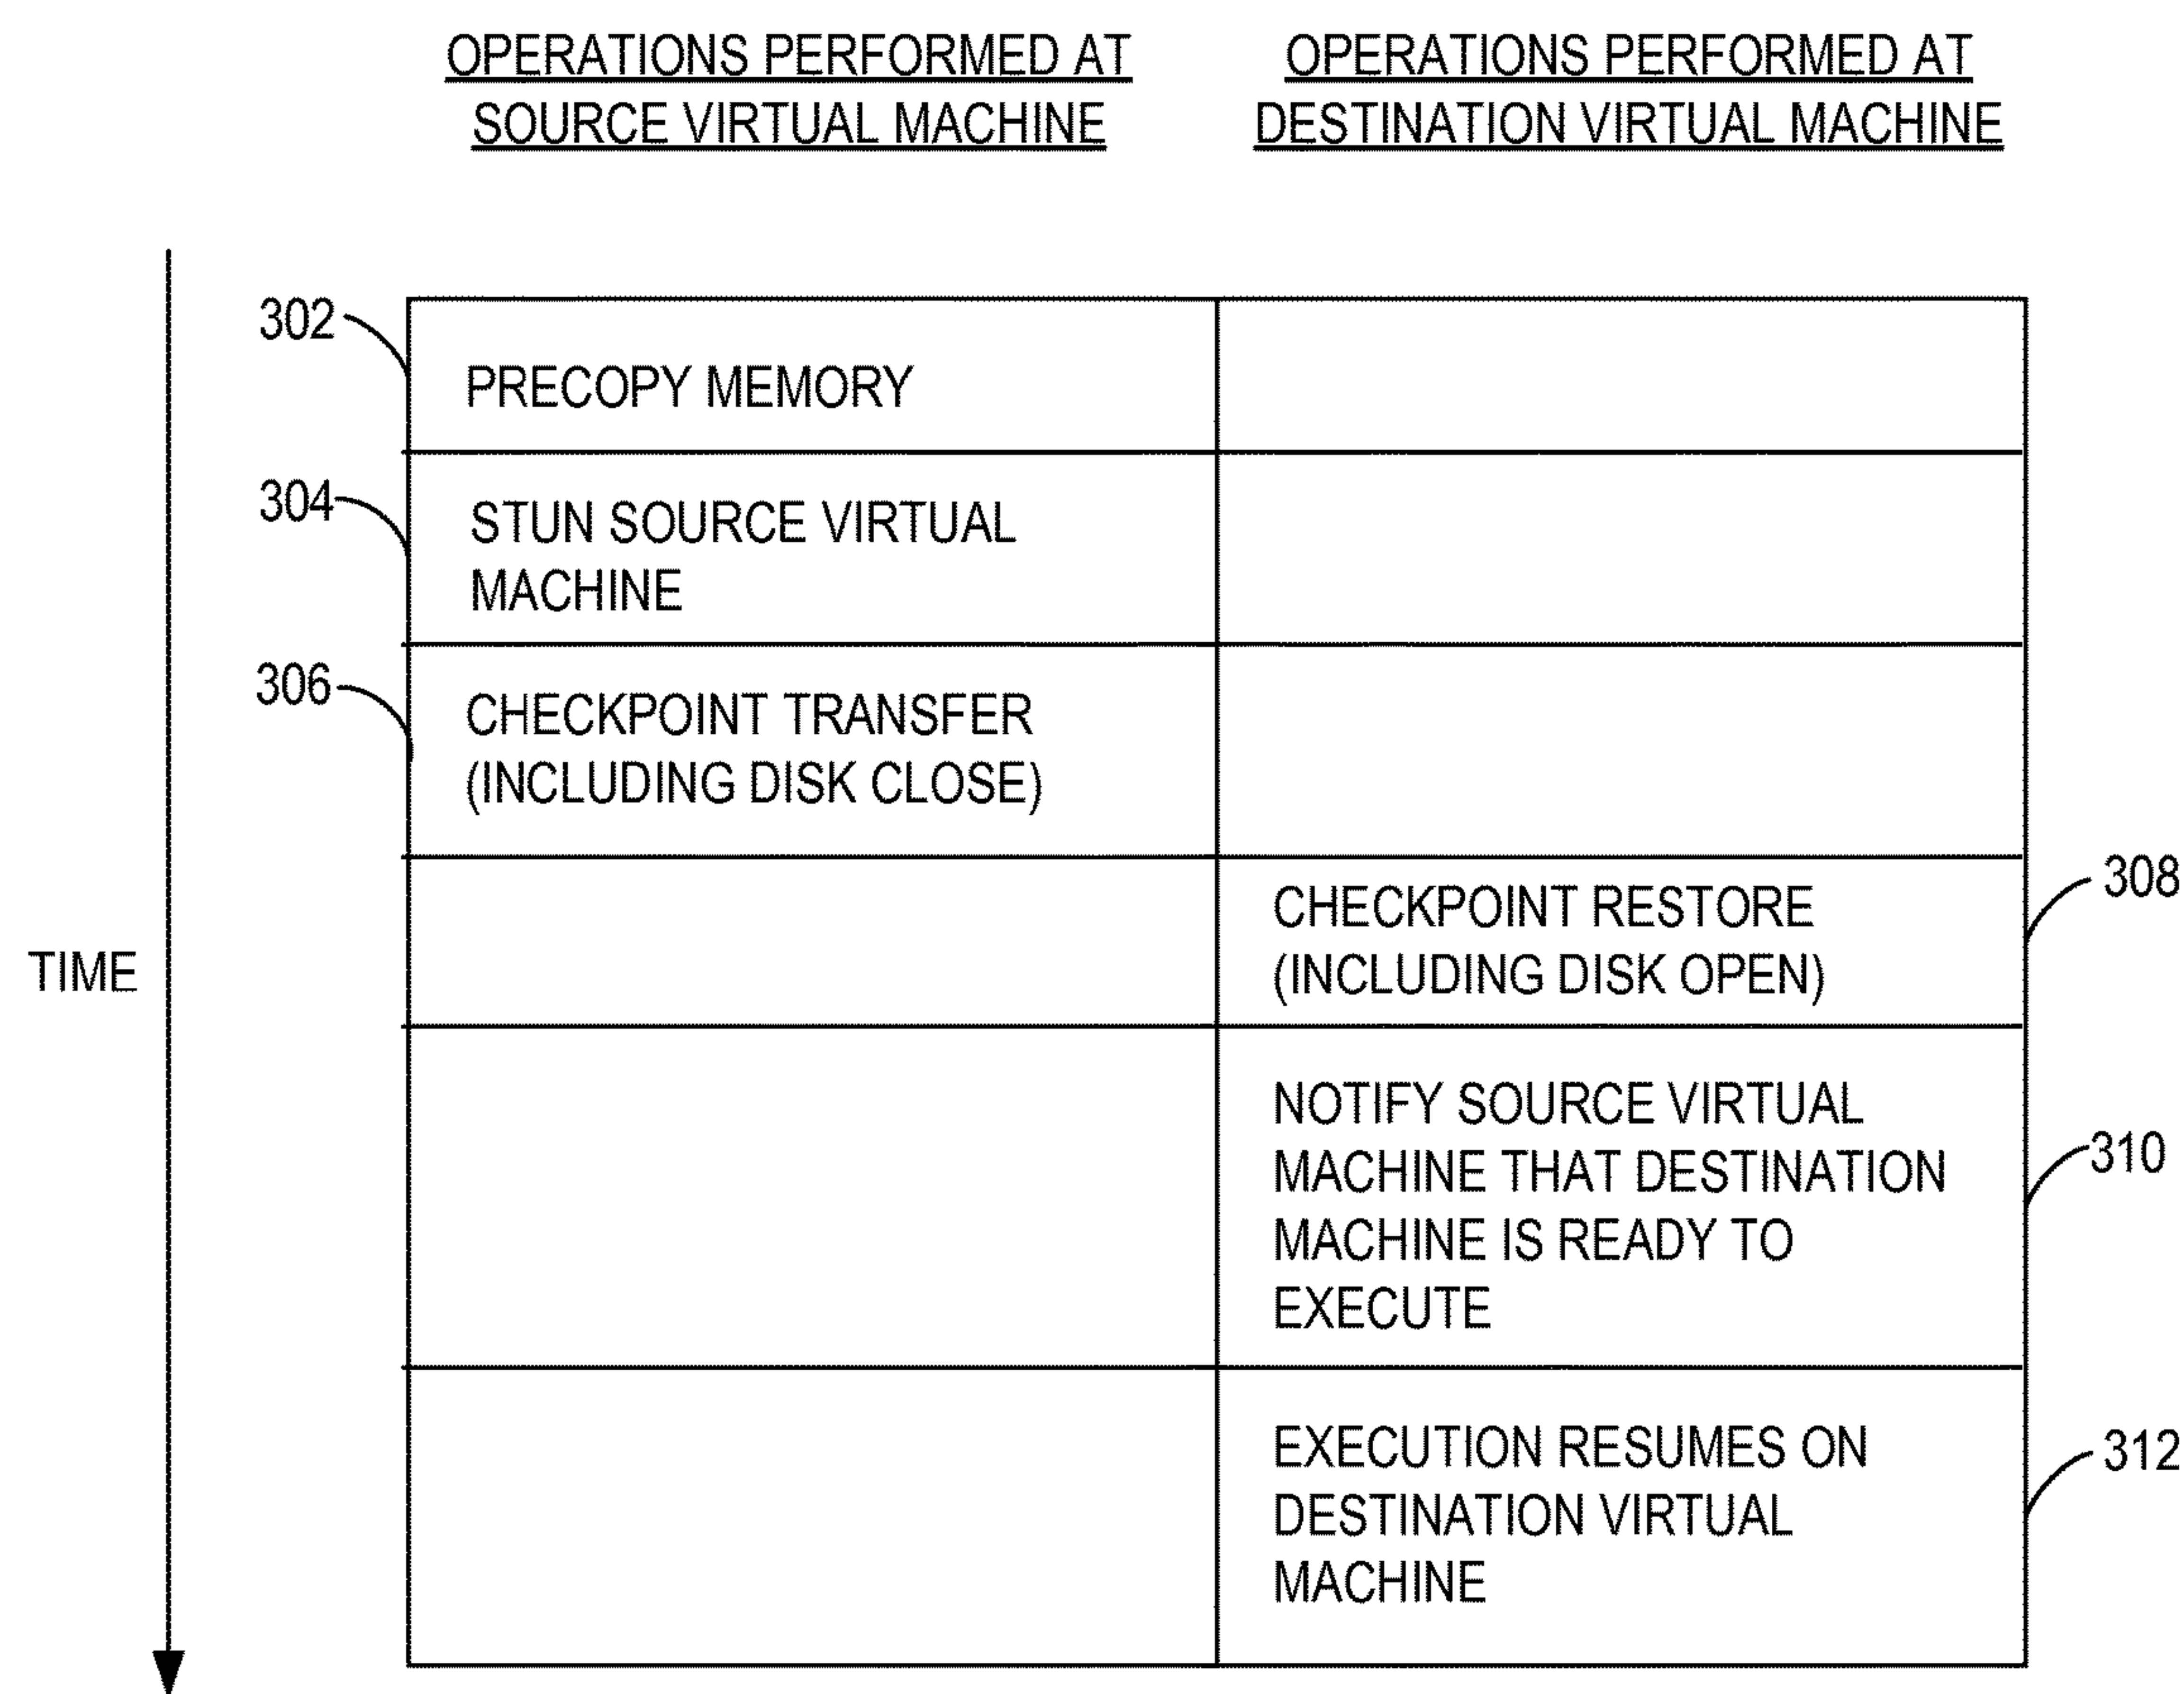 OPERATIONS PERFORMED AT
SOURCE VIRTUAL MACHINE
OPERATIONS PERFORMED AT
DESTINATION VIRTUAL MACHINE
302
PRECOPY MEMORY
304
STUN SOURCE VIRTUAL
MACHINE
306
CHECKPOINT TRANSFER
(INCLUDING DISK CLOSE)
308
CHECKPOINT RESTORE
(INCLUDING DISK OPEN)
TIME
310
NOTIFY SOURCE VIRTUAL
MACHINE THAT DESTINATION
MACHINE IS READY TO
EXECUTE
312
EXECUTION RESUMES ON
DESTINATION VIRTUAL
MACHINE